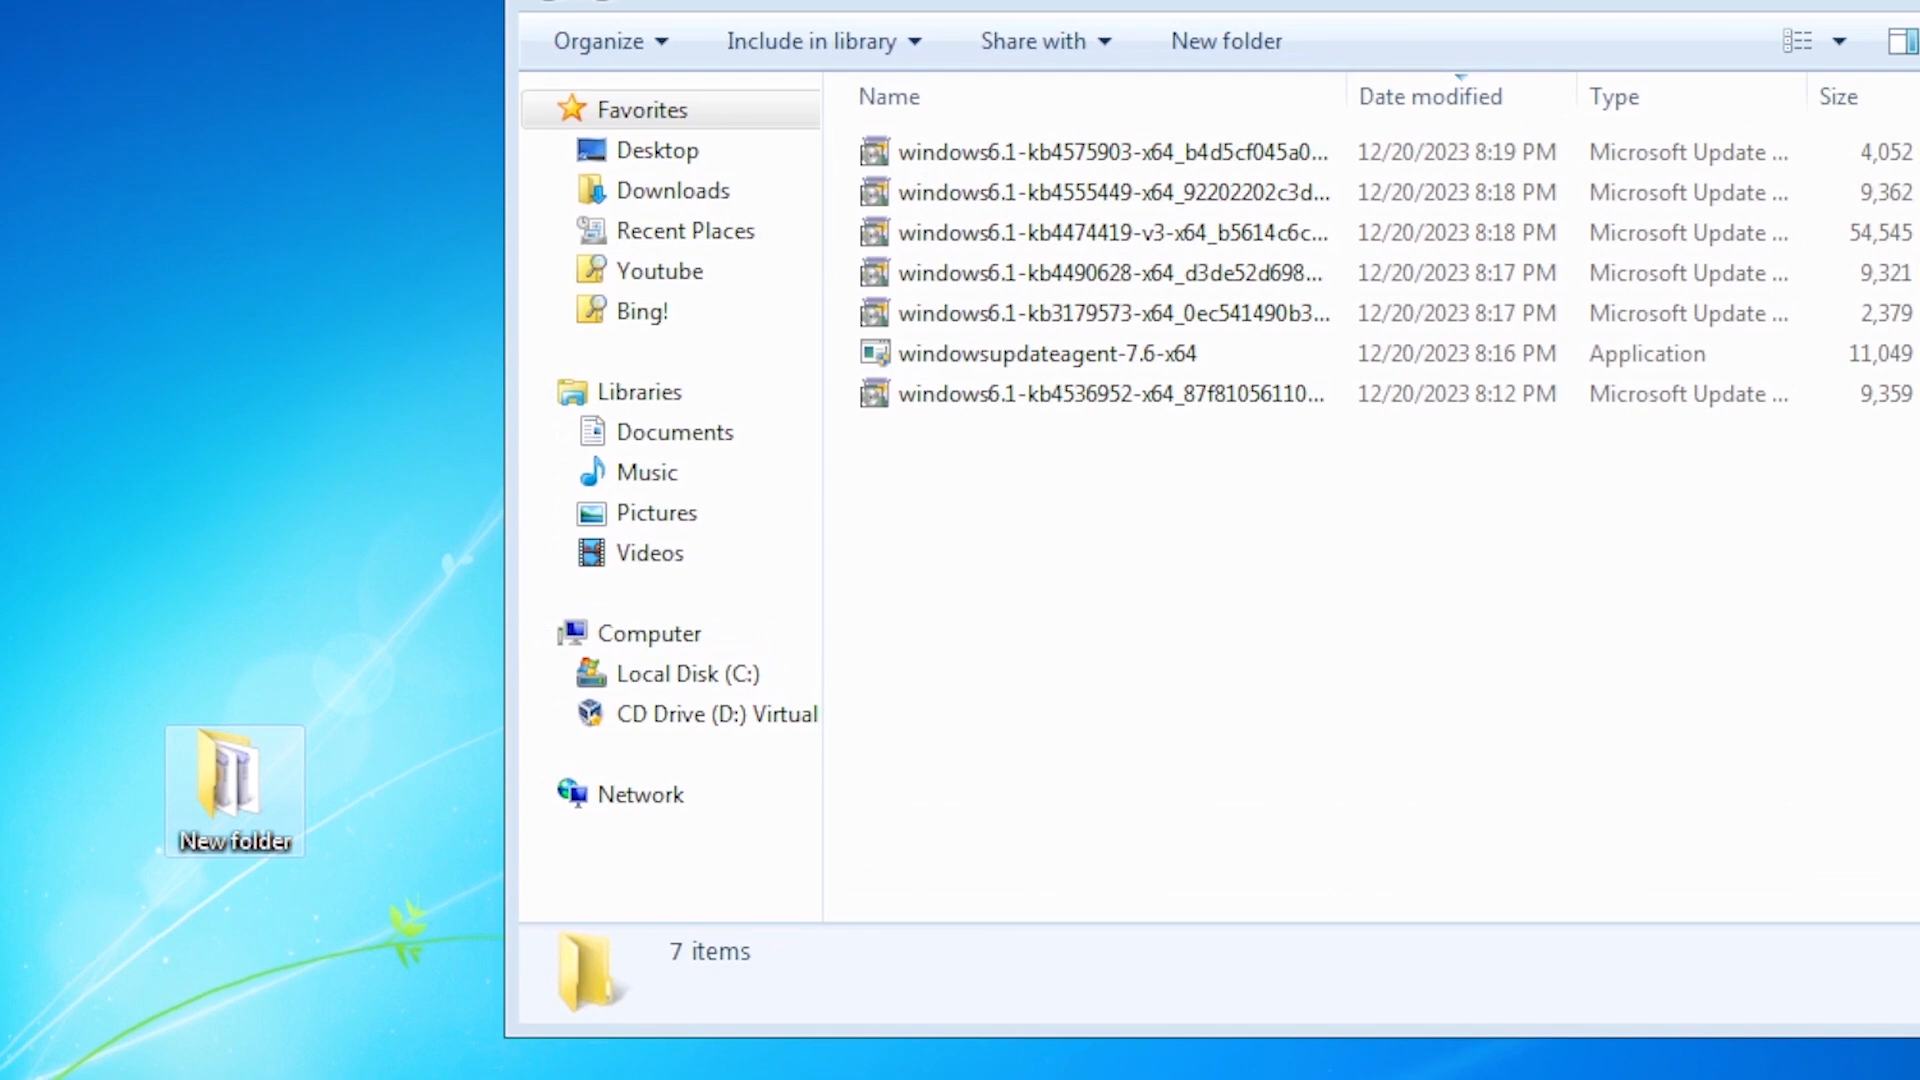 Organize Include in library Share with New folder
Favorites
Desktop
Downloads
Recent Places
Youtube
Bing!
Libraries
Documents
Music
Pictures
Videos
Computer
Local Disk (C:)
CD Drive (D:) Virtual
Network
Name Date modified Type Size
windows6.1-kb4575903-x64_b4d5cf045a0... 12/20/2023 8:19 PM Microsoft Update ... 4,052
windows6.1-kb4555449-x64_92202202c3d... 12/20/2023 8:18 PM Microsoft Update ... 9,362
windows6.1-kb4474419-v3-x64_b5614c6c... 12/20/2023 8:18 PM Microsoft Update ... 54,545
windows6.1-kb4490628-x64_d3de52d698... 12/20/2023 8:17 PM Microsoft Update ... 9,321
windows6.1-kb3179573-x64_0ec541490b3... 12/20/2023 8:17 PM Microsoft Update ... 2,379
windowsupdateagent-7.6-x64 12/20/2023 8:16 PM Application 11,049
windows6.1-kb4536952-x64_87f81056110... 12/20/2023 8:12 PM Microsoft Update ... 9,359
New folder
7 items